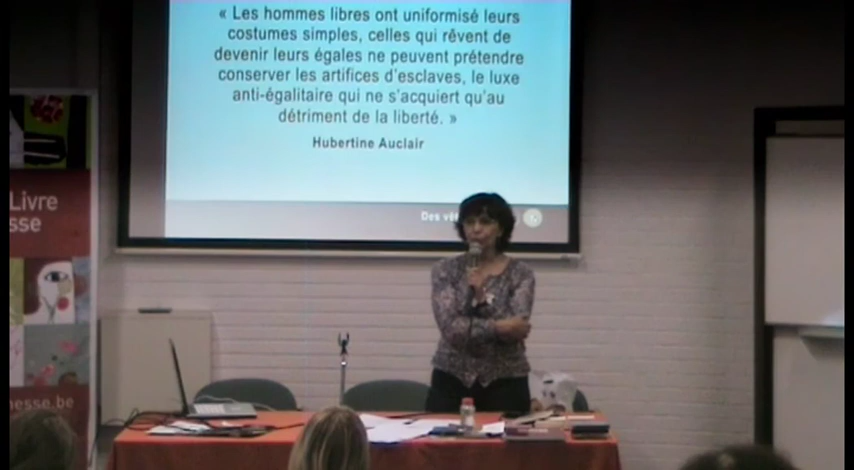 « Les hommes libres ont uniformisé leurs
costumes simples, celles qui rêvent de
devenir leurs égales ne peuvent prétendre
conserver les artifices d'esclaves, le luxe
anti-égalitaire qui ne s'acquiert qu'au
détriment de la liberté. »
Hubertine Auclair
Des
Livre
sse
esse.be